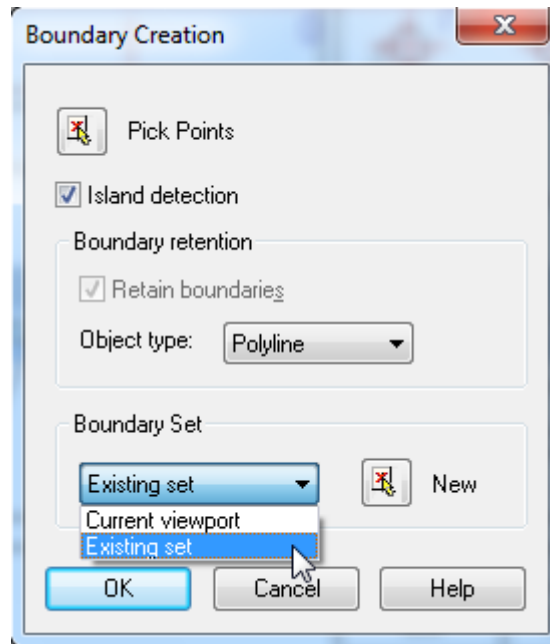 Boundary Creation
Pick Points
Island detection
Boundary retention
Retain boundaries
Object type: Polyline
Boundary Set
Existing set New
Current viewport
Existing set
OK Cancel Help